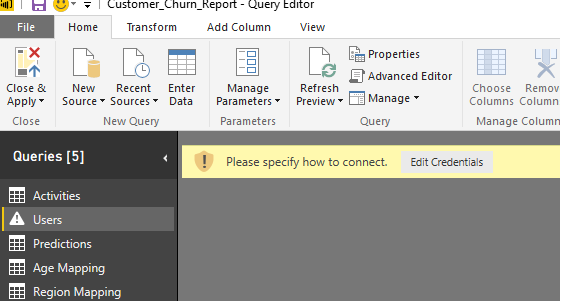 Customer_Churn_Report - Query Editor
File Home Transform Add Column View
Close & Apply
New Source
Recent Sources
Enter Data
Manage Parameters
Refresh Preview
Properties
Advanced Editor
Manage
Choose Columns
Remov
Column
Close New Query Parameters Query Manage Colum
Queries [5]
Please specify how to connect. Edit Credentials
Activities
Users
Predictions
Age Mapping
Region Mapping